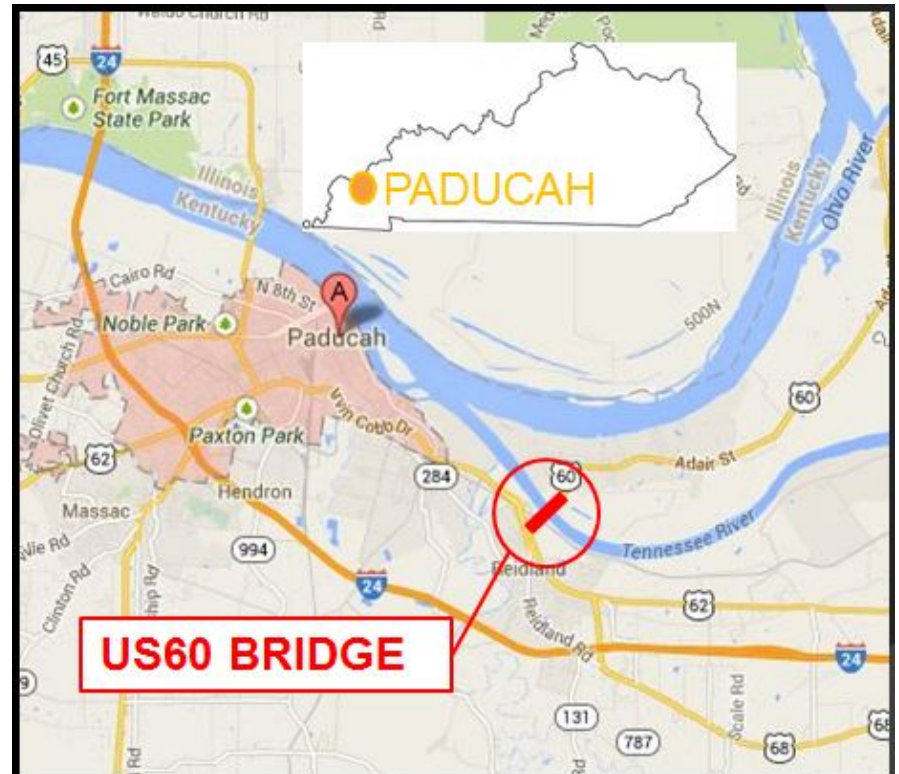 Waldo Church Rd
45
24
Fort Massac
State Park
Illinois
Kentucky
PADUCAH
Illinois
Kentucky
Ohio River
Cairo Rd
N 8th St
A
500N
Noble Park
Paducah
Olivet Church Rd
Irvin Cobb Dr
60
Paxton Park
62
284
60
Adair St
Hendron
Massac
994
Tennessee River
Clinton Rd
24
Reidland
62
US60 BRIDGE
Reidland Rd
24
131
Scale Rd
68
787
68
Rd
Rd